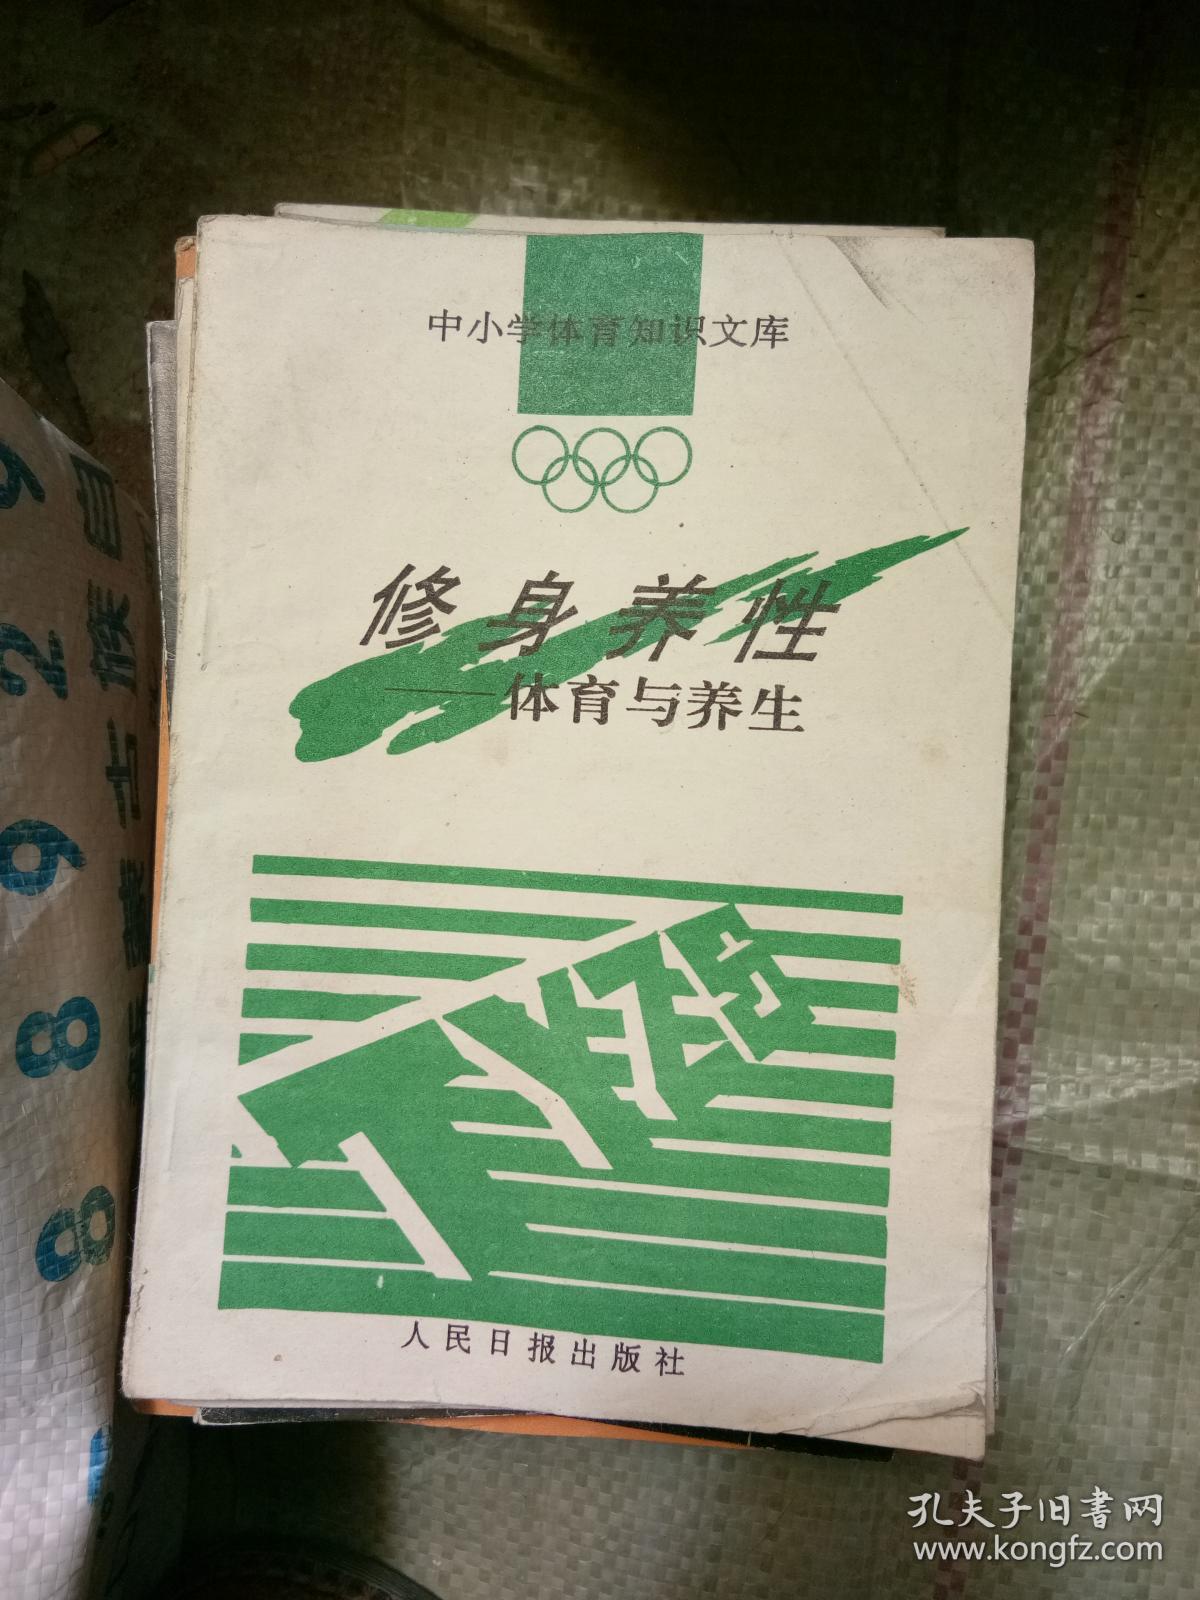 中小学体育知识文库
修身养性
——体育与养生
人民日报出版社
孔夫子旧书网
www.kongfz.com